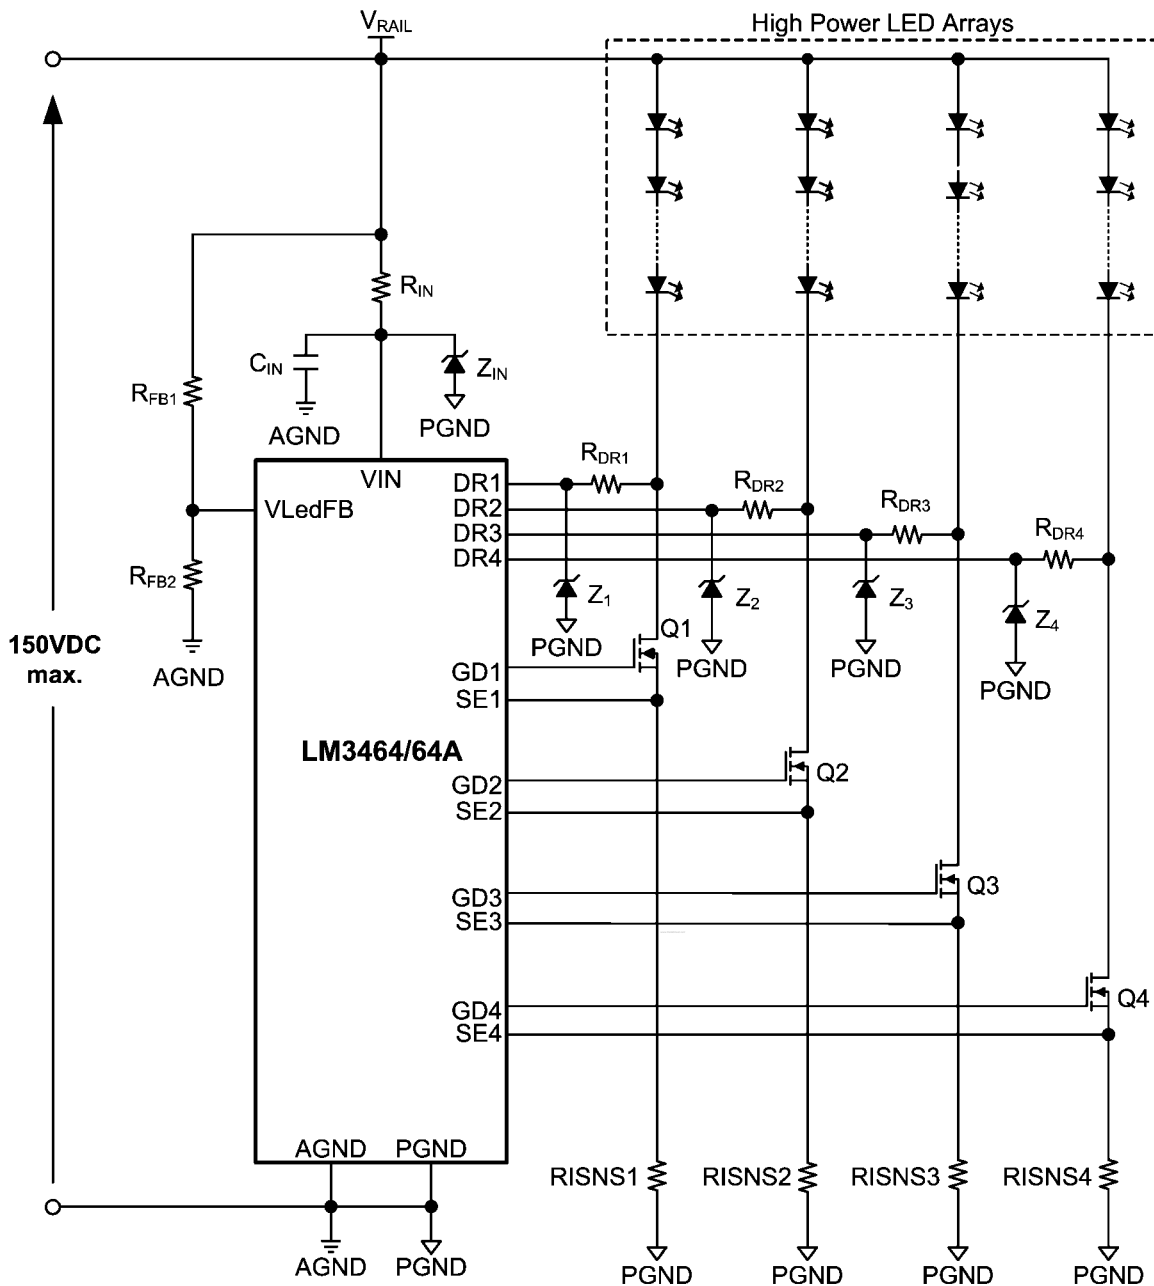 High Power LED Arrays
VRAIL
RIN
CIN
ZIN
RFB1
AGND
PGND
RDR1
VIN
DR1
RDR2
VLedFB
DR2
RDR3
DR3
RDR4
DR4
RFB2
Z1
Z2
Z3
Z4
150VDC
max.
Q1
PGND
PGND
PGND
AGND
GD1
PGND
SE1
LM3464/64A
Q2
GD2
SE2
Q3
GD3
SE3
Q4
GD4
SE4
AGND
PGND
RISNS1
RISNS2
RISNS3
RISNS4
AGND
PGND
PGND
PGND
PGND
PGND